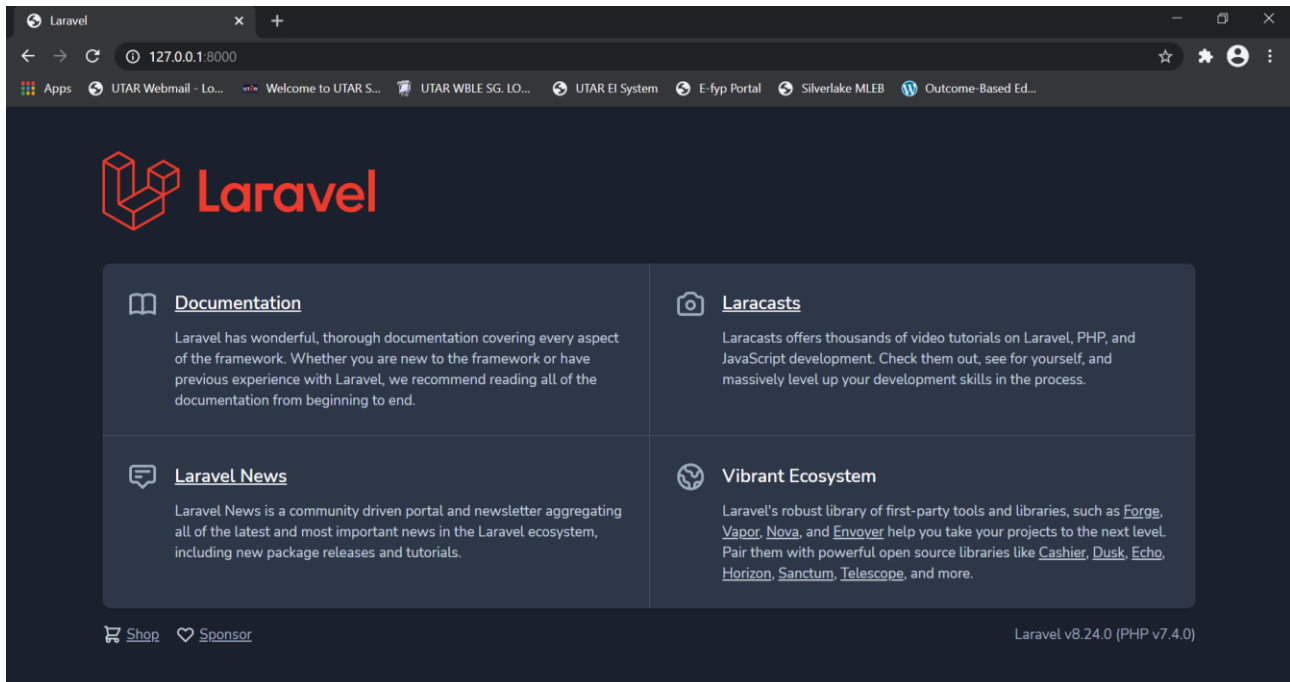 Laravel
127.0.0.1:8000
Apps UTAR Webmail - Lo... Welcome to UTAR S... UTAR WBLE SG. LO... UTAR EI System E-fyp Portal Silverlake MLEB Outcome-Based Ed...
Laravel
Documentation
Laravel has wonderful, thorough documentation covering every aspect
of the framework. Whether you are new to the framework or have
previous experience with Laravel, we recommend reading all of the
documentation from beginning to end.
Laracasts
Laracasts offers thousands of video tutorials on Laravel, PHP, and
JavaScript development. Check them out, see for yourself, and
massively level up your development skills in the process.
Laravel News
Laravel News is a community driven portal and newsletter aggregating
all of the latest and most important news in the Laravel ecosystem,
including new package releases and tutorials.
Vibrant Ecosystem
Laravel's robust library of first-party tools and libraries, such as Forge,
Vapor, Nova, and Envoyer help you take your projects to the next level.
Pair them with powerful open source libraries like Cashier, Dusk, Echo,
Horizon, Sanctum, Telescope, and more.
Shop Sponsor
Laravel v8.24.0 (PHP v7.4.0)